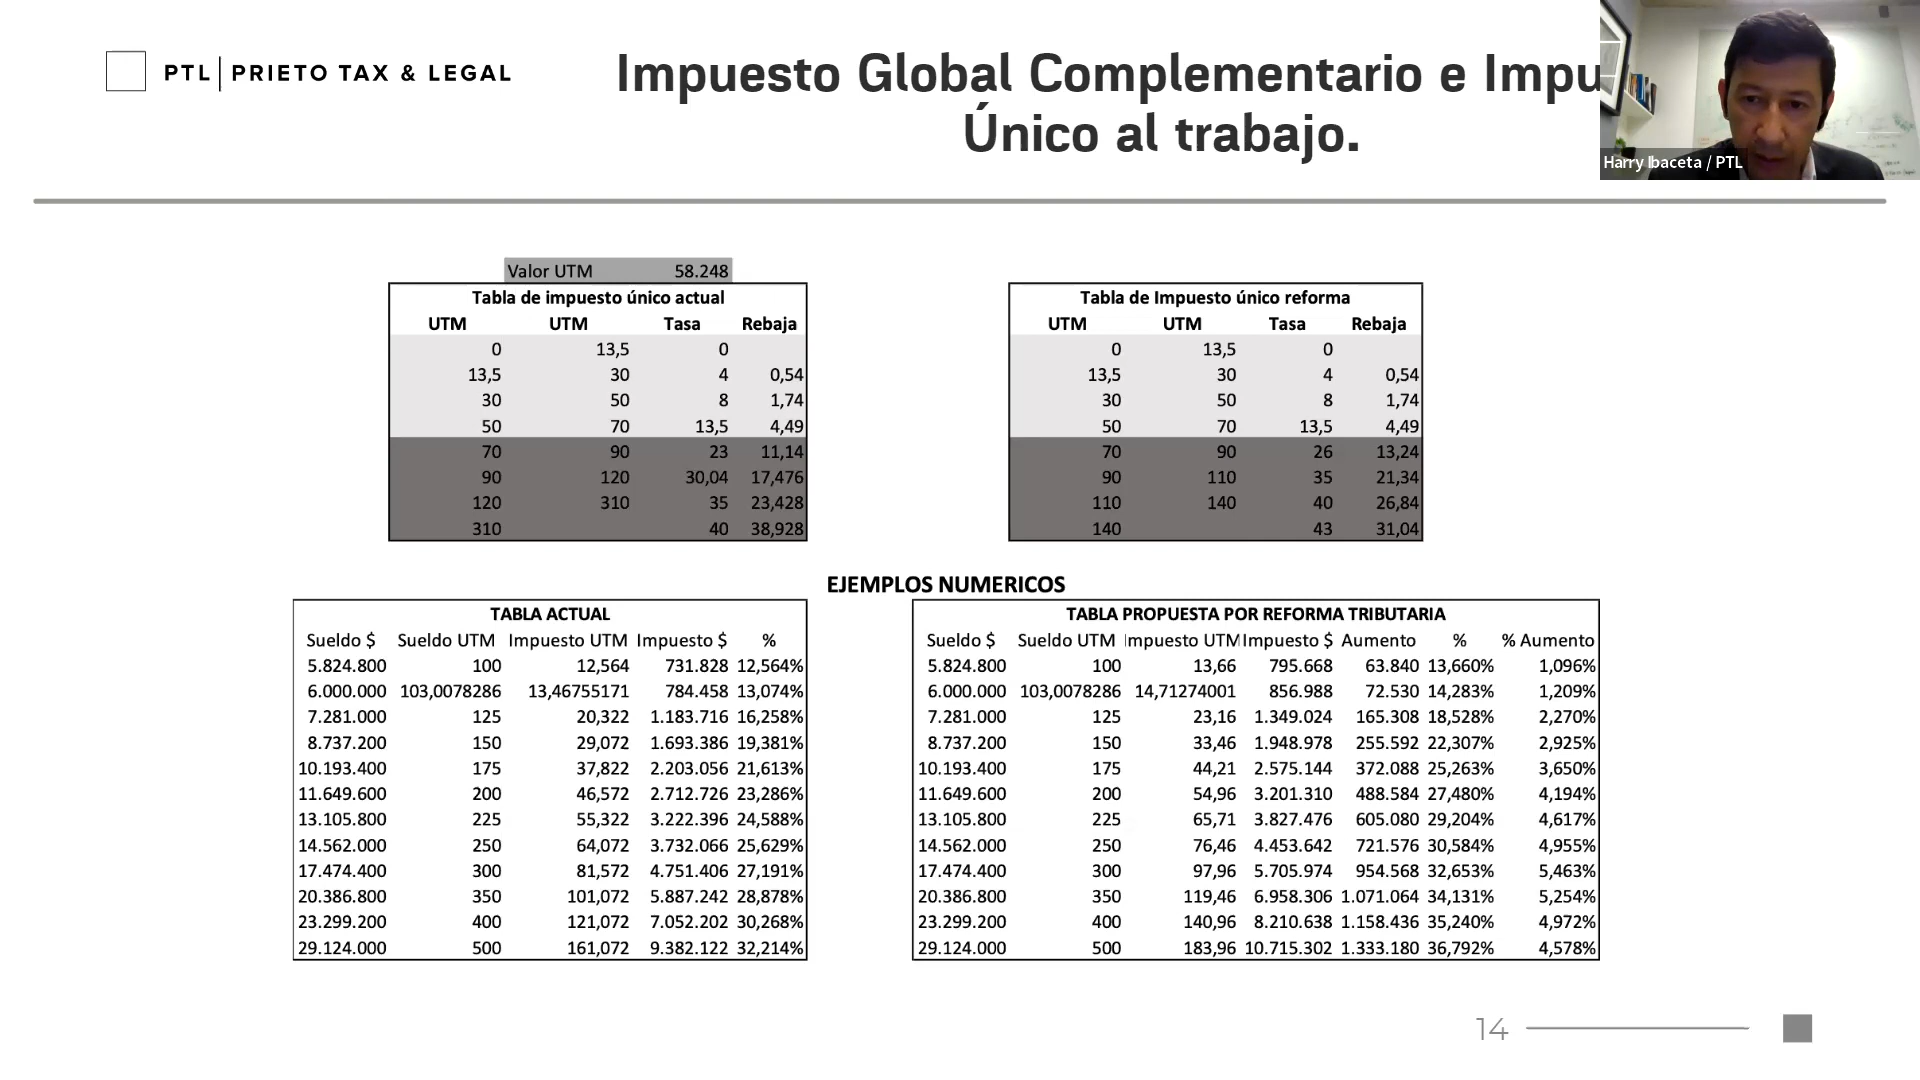 PTL | PRIETO TAX & LEGAL
Impuesto Global Complementario e Impu
Único al trabajo.
Harry Ibaceta / PTL
Valor UTM 58.248
Tabla de impuesto único actual
UTM UTM Tasa Rebaja
0 13,5 0
13,5 30 4 0,54
30 50 8 1,74
50 70 13,5 4,49
70 90 23 11,14
90 120 30,04 17,476
120 310 35 23,428
310 40 38,928
Tabla de Impuesto único reforma
UTM UTM Tasa Rebaja
0 13,5 0
13,5 30 4 0,54
30 50 8 1,74
50 70 13,5 4,49
70 90 26 13,24
90 110 35 21,34
110 140 40 26,84
140 43 31,04
EJEMPLOS NUMERICOS
TABLA ACTUAL
Sueldo $ Sueldo UTM Impuesto UTM Impuesto $ %
5.824.800 100 12,564 731.828 12,564%
6.000.000 103,0078286 13,46755171 784.458 13,074%
7.281.000 125 20,322 1.183.716 16,258%
8.737.200 150 29,072 1.693.386 19,381%
10.193.400 175 37,822 2.203.056 21,613%
11.649.600 200 46,572 2.712.726 23,286%
13.105.800 225 55,322 3.222.396 24,588%
14.562.000 250 64,072 3.732.066 25,629%
17.474.400 300 81,572 4.751.406 27,191%
20.386.800 350 101,072 5.887.242 28,878%
23.299.200 400 121,072 7.052.202 30,268%
29.124.000 500 161,072 9.382.122 32,214%
TABLA PROPUESTA POR REFORMA TRIBUTARIA
Sueldo $ Sueldo UTM Impuesto UTM Impuesto $ Aumento % % Aumento
5.824.800 100 13,66 795.668 63.840 13,660% 1,096%
6.000.000 103,0078286 14,71274001 856.988 72.530 14,283% 1,209%
7.281.000 125 23,16 1.349.024 165.308 18,528% 2,270%
8.737.200 150 33,46 1.948.978 255.592 22,307% 2,925%
10.193.400 175 44,21 2.575.144 372.088 25,263% 3,650%
11.649.600 200 54,96 3.201.310 488.584 27,480% 4,194%
13.105.800 225 65,71 3.827.476 605.080 29,204% 4,617%
14.562.000 250 76,46 4.453.642 721.576 30,584% 4,955%
17.474.400 300 97,96 5.705.974 954.568 32,653% 5,463%
20.386.800 350 119,46 6.958.306 1.071.064 34,131% 5,254%
23.299.200 400 140,96 8.210.638 1.158.436 35,240% 4,972%
29.124.000 500 183,96 10.715.302 1.333.180 36,792% 4,578%
14